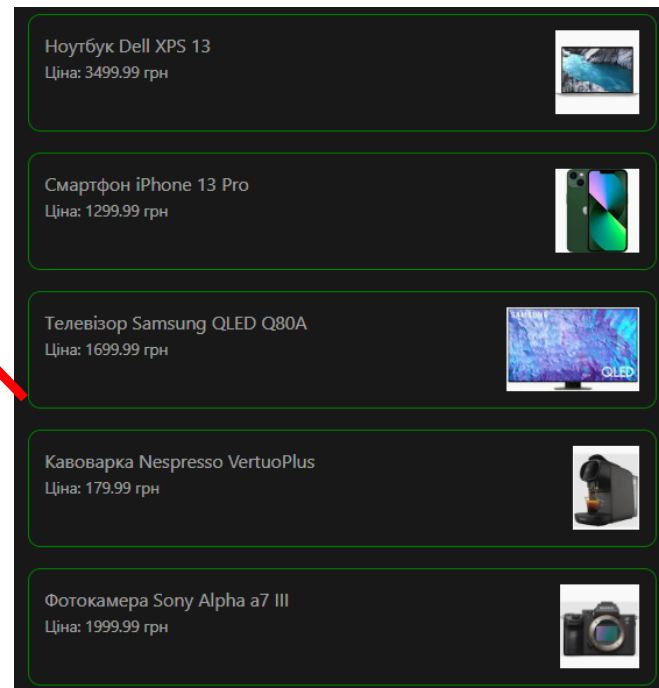 Ноутбук Dell XPS 13
Ціна: 3499.99 грн
Смартфон iPhone 13 Pro
Ціна: 1299.99 грн
Телевізор Samsung QLED Q80A
Ціна: 1699.99 грн
SAMSUNG
QLED
Кавоварка Nespresso VertuoPlus
Ціна: 179.99 грн
Фотокамера Sony Alpha a7 III
Ціна: 1999.99 грн